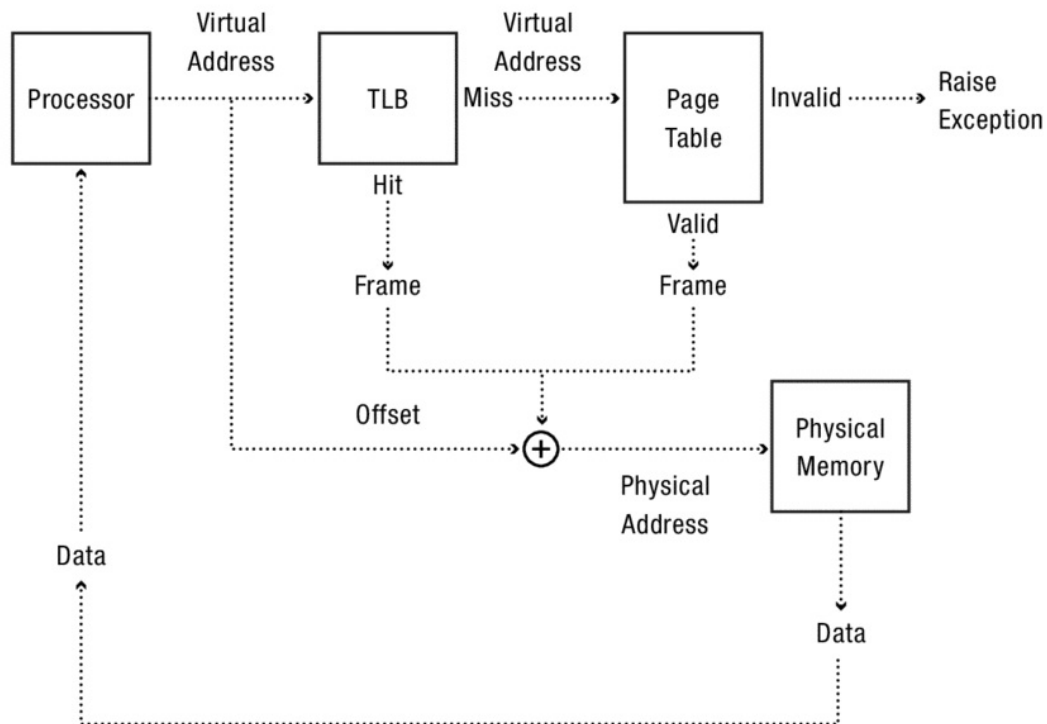 Virtual
Address
Virtual
Address
Processor
TLB
Miss
Page
Table
Invalid
Raise
Exception
Hit
Valid
Frame
Frame
Offset
+
Physical
Memory
Physical
Address
Data
Data